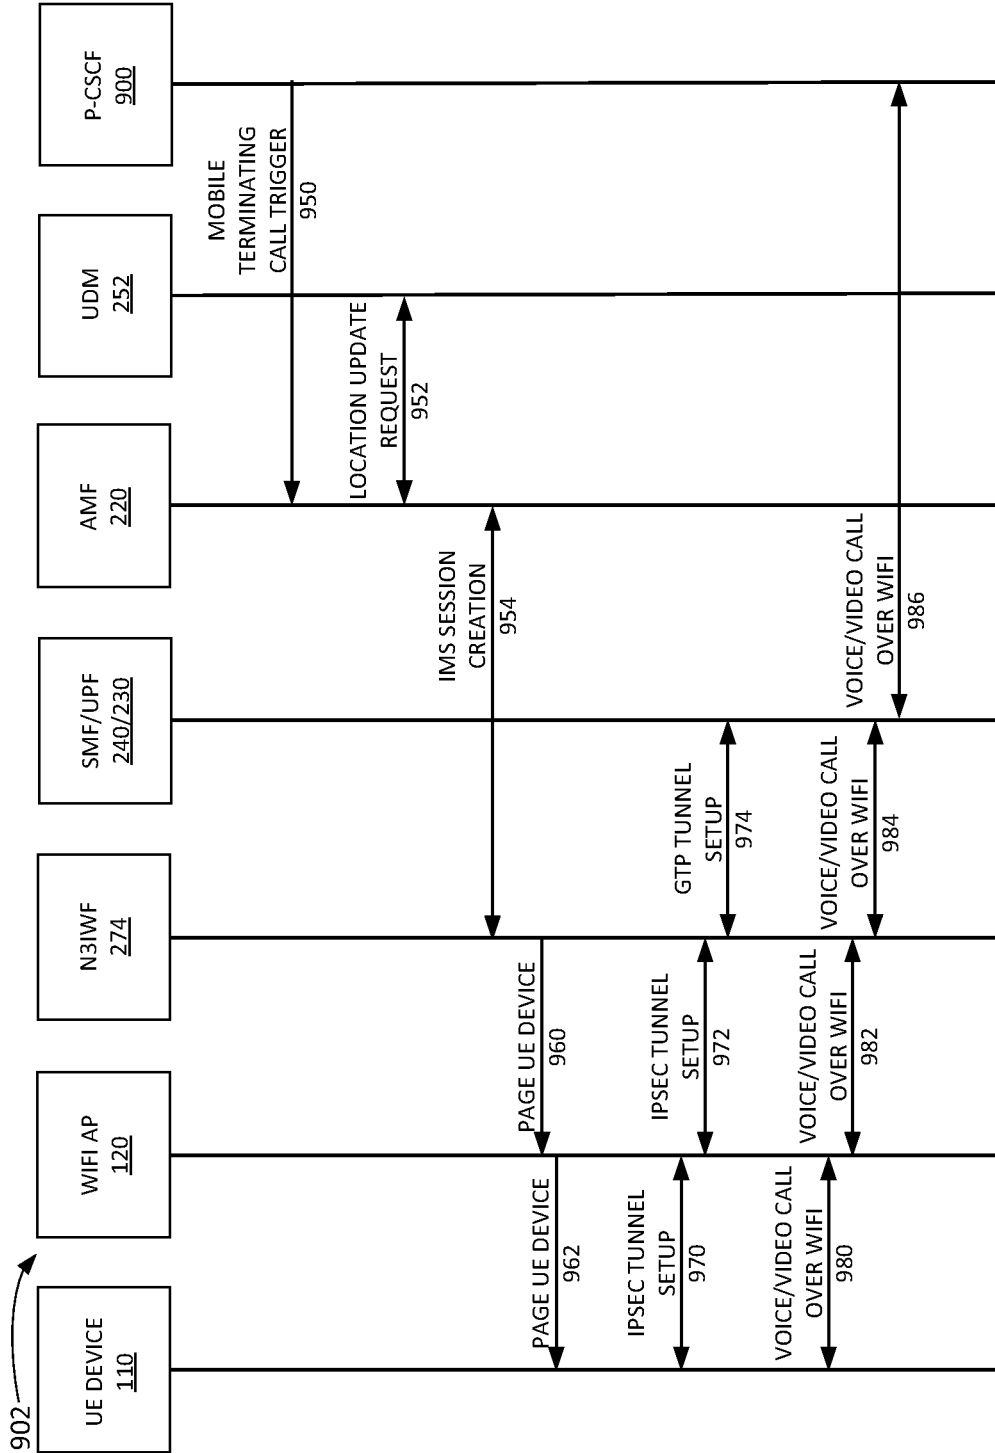 902
UE DEVICE
110
WIFI AP
120
N3IWF
274
SMF/UPF
240/230
AMF
220
UDM
252
P-CSCF
900
MOBILE
TERMINATING
CALL TRIGGER
950
LOCATION UPDATE
REQUEST
952
IMS SESSION
CREATION
954
PAGE UE DEVICE
960
PAGE UE DEVICE
962
IPSEC TUNNEL
SETUP
970
IPSEC TUNNEL
SETUP
972
GTP TUNNEL
SETUP
974
VOICE/VIDEO CALL
OVER WIFI
980
VOICE/VIDEO CALL
OVER WIFI
982
VOICE/VIDEO CALL
OVER WIFI
984
VOICE/VIDEO CALL
OVER WIFI
986